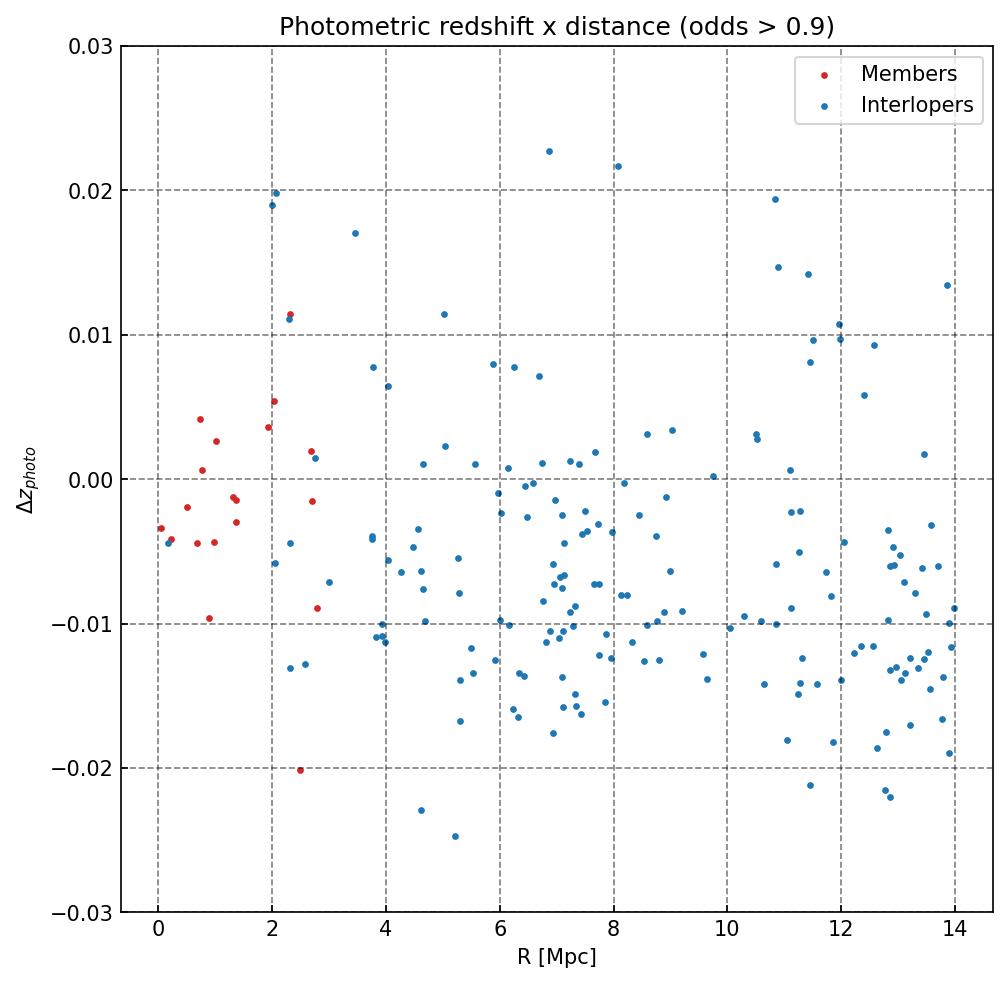 Photometric redshift x distance (odds > 0.9)
Members
Interlopers
0.03
0.02
0.01
0.00
−0.01
−0.02
−0.03
Δz_photo
0 2 4 6 8 10 12 14
R [Mpc]